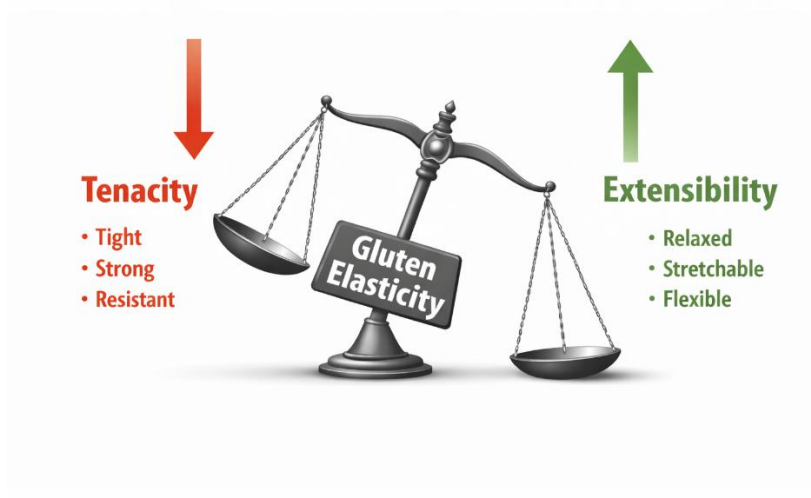 Tenacity
• Tight
• Strong
• Resistant
Gluten
Elasticity
Extensibility
• Relaxed
• Stretchable
• Flexible